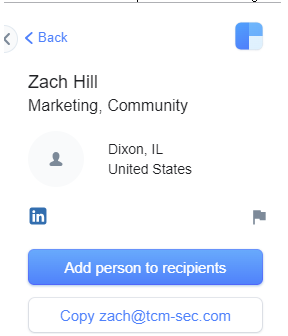 Back
Zach Hill
Marketing, Community
Dixon, IL
United States
in
Add person to recipients
Copy zach@tcm-sec.com